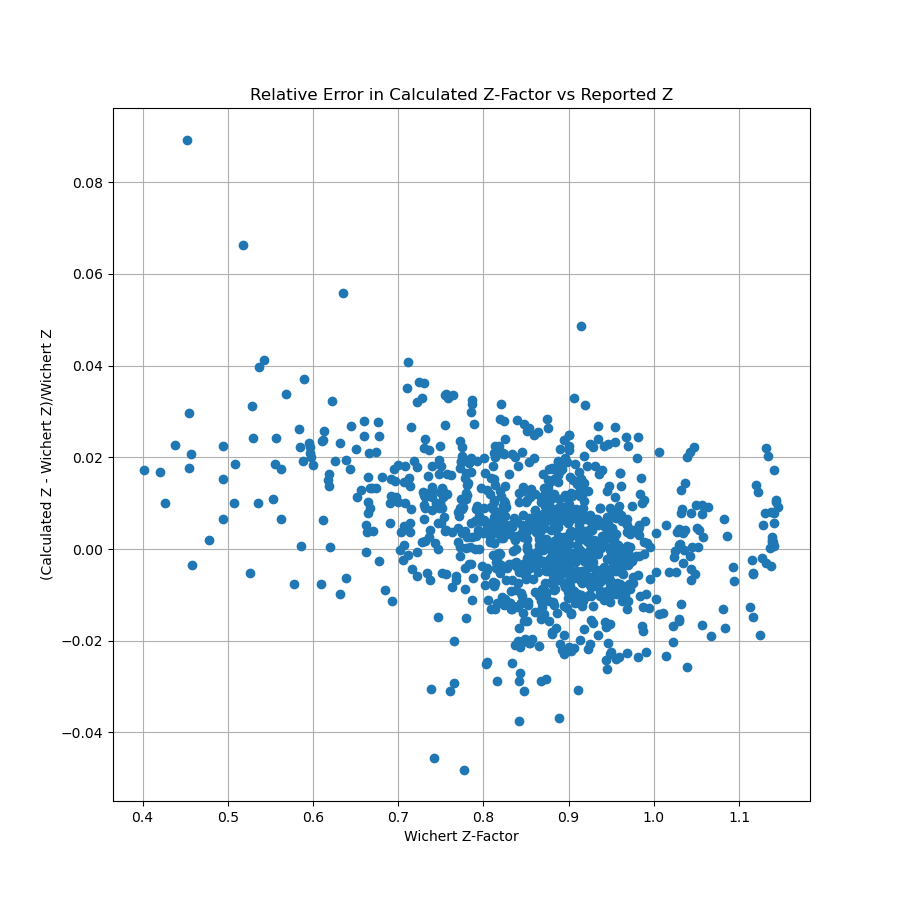 Relative Error in Calculated Z-Factor vs Reported Z
(Calculated Z - Wichert Z)/Wichert Z
0.08
0.06
0.04
0.02
0.00
−0.02
−0.04
0.4 0.5 0.6 0.7 0.8 0.9 1.0 1.1
Wichert Z-Factor